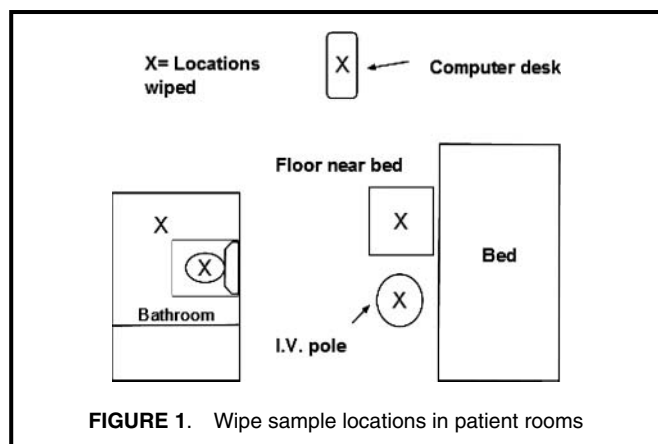 X= Locations
wiped
X
Computer desk
Floor near bed
X
X
X
Bed
Bathroom
X
I.V. pole
FIGURE 1. Wipe sample locations in patient rooms